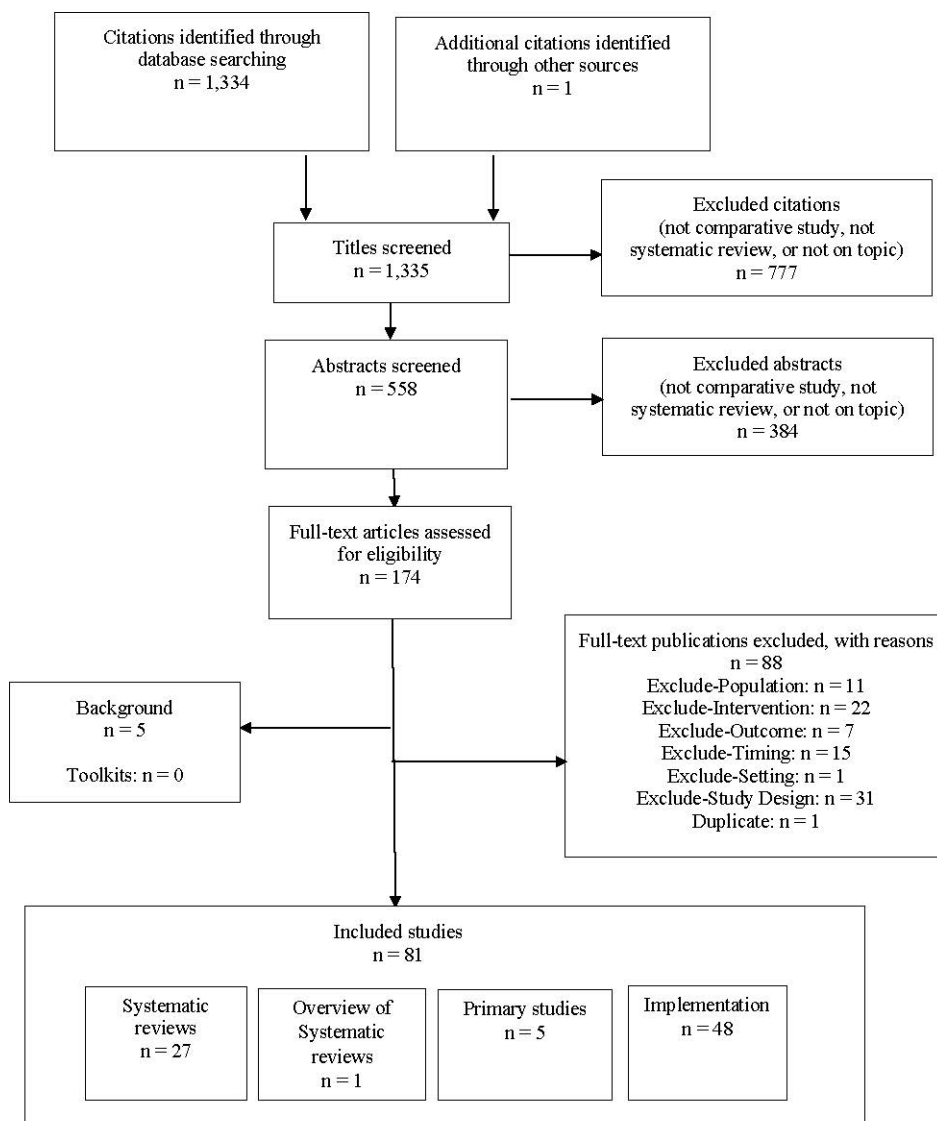 Citations identified through
database searching
n = 1,334
Additional citations identified
through other sources
n = 1
Titles screened
n = 1,335
Excluded citations
(not comparative study, not
systematic review, or not on topic)
n = 777
Abstracts screened
n = 558
Excluded abstracts
(not comparative study, not
systematic review, or not on topic)
n = 384
Full-text articles assessed
for eligibility
n = 174
Full-text publications excluded, with reasons
n = 88
Exclude-Population: n = 11
Exclude-Intervention: n = 22
Exclude-Outcome: n = 7
Exclude-Timing: n = 15
Exclude-Setting: n = 1
Exclude-Study Design: n = 31
Duplicate: n = 1
Background
n = 5
Toolkits: n = 0
Included studies
n = 81
Systematic
reviews
n = 27
Overview of
Systematic
reviews
n = 1
Primary studies
n = 5
Implementation
n = 48